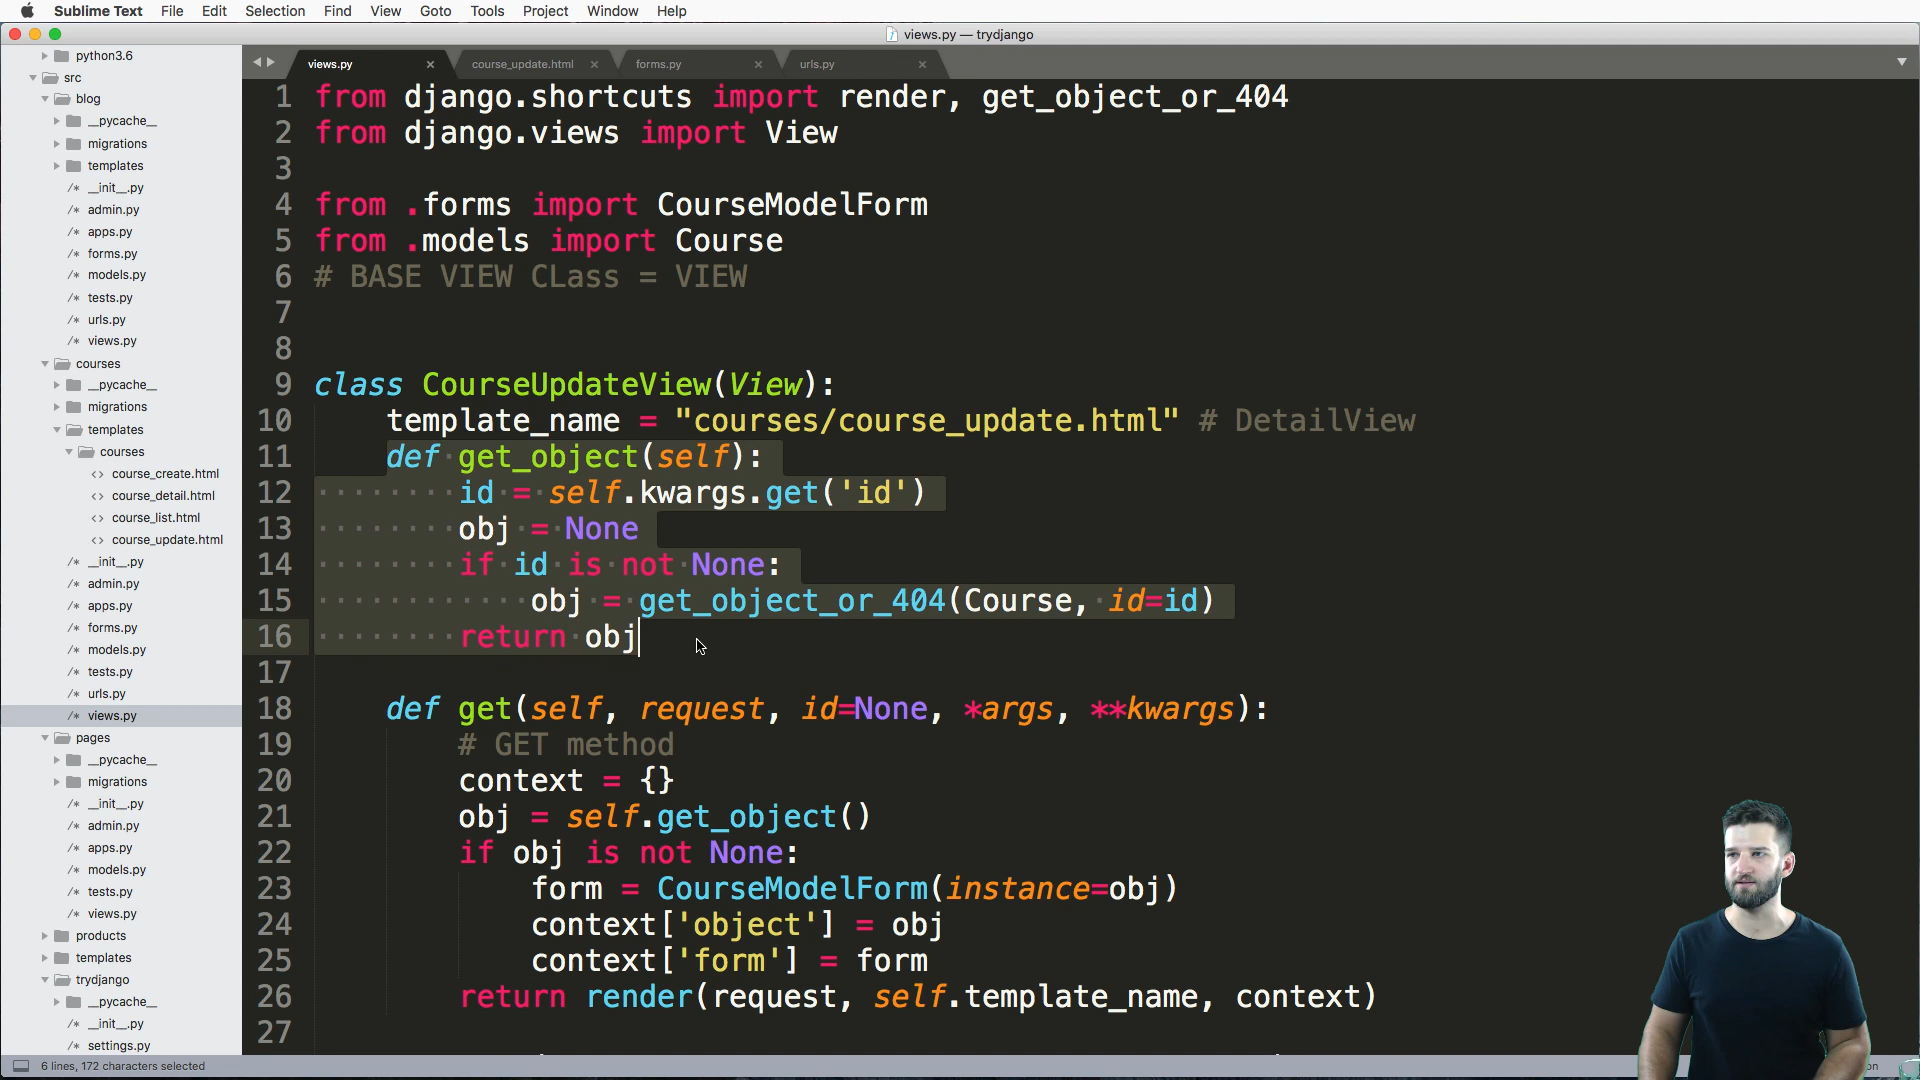 Sublime Text File Edit Selection Find View Goto Tools Project Window Help
views.py — trydjango
views.py × course_update.html × forms.py × urls.py ×
python3.6
src
blog
__pycache__
migrations
templates
/* __init__.py
/* admin.py
/* apps.py
/* forms.py
/* models.py
/* tests.py
/* urls.py
/* views.py
courses
__pycache__
migrations
templates
courses
<> course_create.html
<> course_detail.html
<> course_list.html
<> course_update.html
/* __init__.py
/* admin.py
/* apps.py
/* forms.py
/* models.py
/* tests.py
/* urls.py
/* views.py
pages
__pycache__
migrations
/* __init__.py
/* admin.py
/* apps.py
/* models.py
/* tests.py
/* views.py
products
templates
trydjango
__pycache__
/* __init__.py
/* settings.py
1 from django.shortcuts import render, get_object_or_404
2 from django.views import View
3
4 from .forms import CourseModelForm
5 from .models import Course
6 # BASE VIEW CLass = VIEW
7
8
9 class CourseUpdateView(View):
10     template_name = "courses/course_update.html" # DetailView
11     def get_object(self):
12         id = self.kwargs.get('id')
13         obj = None
14         if id is not None:
15             obj = get_object_or_404(Course, id=id)
16         return obj
17
18     def get(self, request, id=None, *args, **kwargs):
19         # GET method
20         context = {}
21         obj = self.get_object()
22         if obj is not None:
23             form = CourseModelForm(instance=obj)
24             context['object'] = obj
25             context['form'] = form
26         return render(request, self.template_name, context)
27
6 lines, 172 characters selected